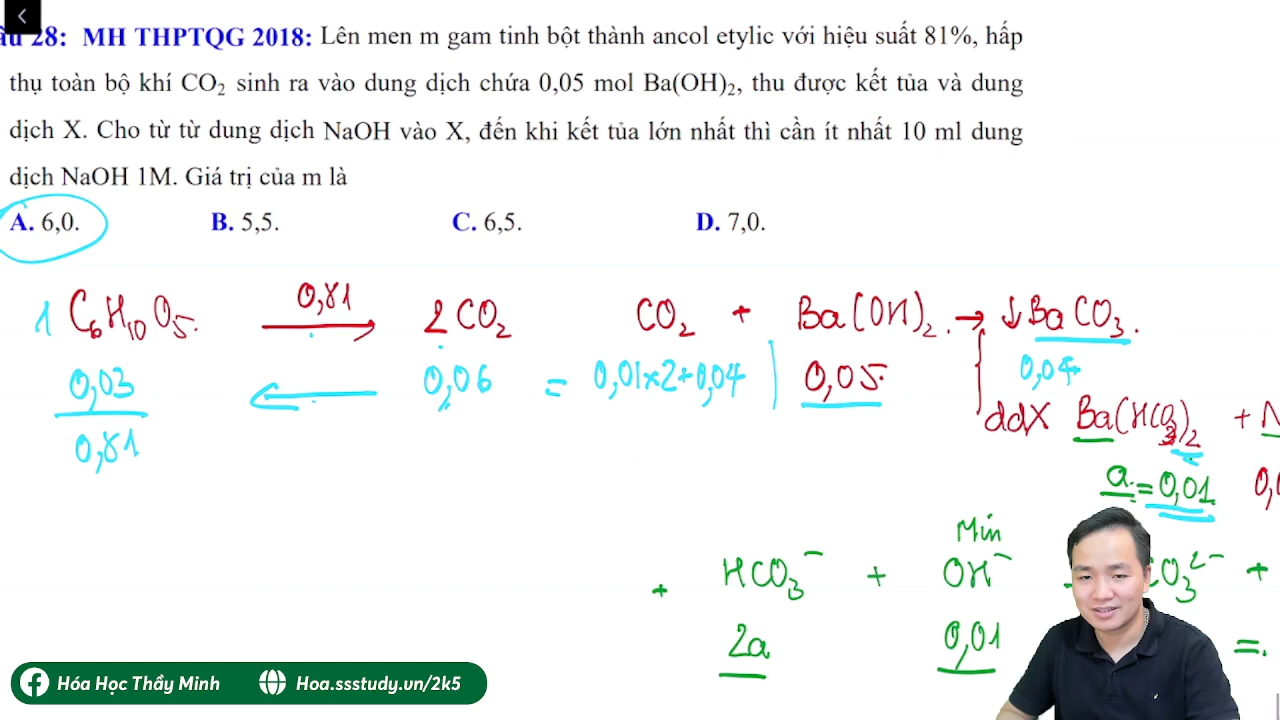 ầu 28: MH THPTQG 2018: Lên men m gam tinh bột thành ancol etylic với hiệu suất 81%, hấp
thụ toàn bộ khí CO₂ sinh ra vào dung dịch chứa 0,05 mol Ba(OH)₂, thu được kết tủa và dung
dịch X. Cho từ từ dung dịch NaOH vào X, đến khi kết tủa lớn nhất thì cần ít nhất 10 ml dung
dịch NaOH 1M. Giá trị của m là
A. 6,0. B. 5,5. C. 6,5. D. 7,0.
1 C₆H₁₀O₅. 0,81 → 2CO₂ CO₂ + Ba(OH)₂ → ↓BaCO₃.
0,03 ← 0,06 = 0,01×2+0,04 | 0,05 0,04
0,81
ddX Ba(HCO₃)₂ +
a = 0,01
Min
+ HCO₃⁻ + OH⁻ CO₃²⁻ +
2a 0,01 =
Hóa Học Thầy Minh Hoa.ssstudy.vn/2k5